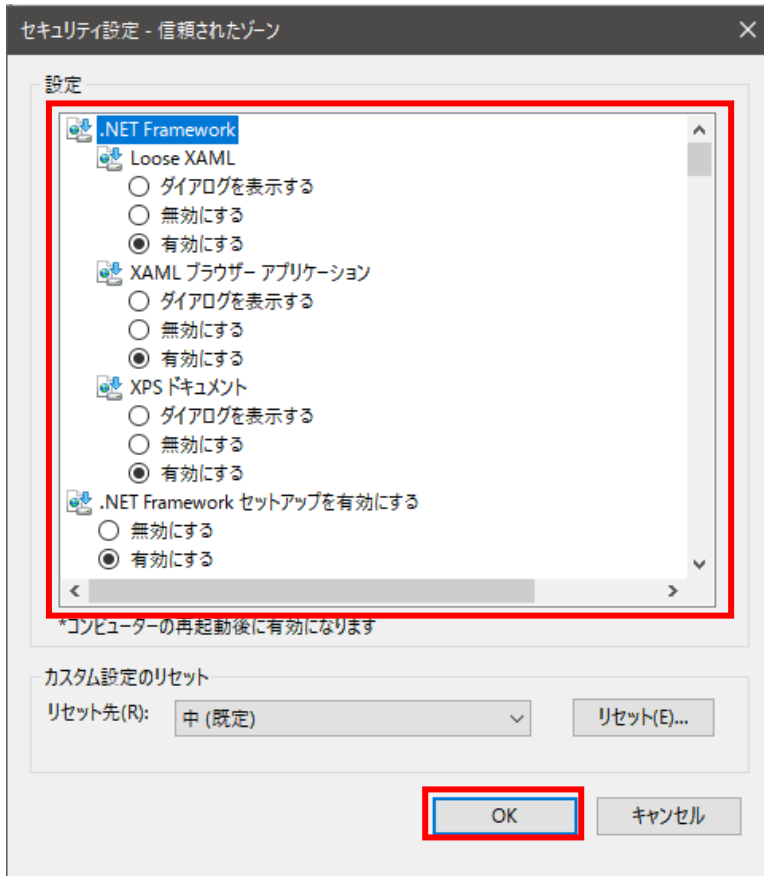 セキュリティ設定 - 信頼されたゾーン
設定
.NET Framework
Loose XAML
ダイアログを表示する
無効にする
有効にする
XAML ブラウザー アプリケーション
ダイアログを表示する
無効にする
有効にする
XPS ドキュメント
ダイアログを表示する
無効にする
有効にする
.NET Framework セットアップを有効にする
無効にする
有効にする
*コンピューターの再起動後に有効になります
カスタム設定のリセット
リセット先(R): 中 (既定) リセット(E)...
OK キャンセル